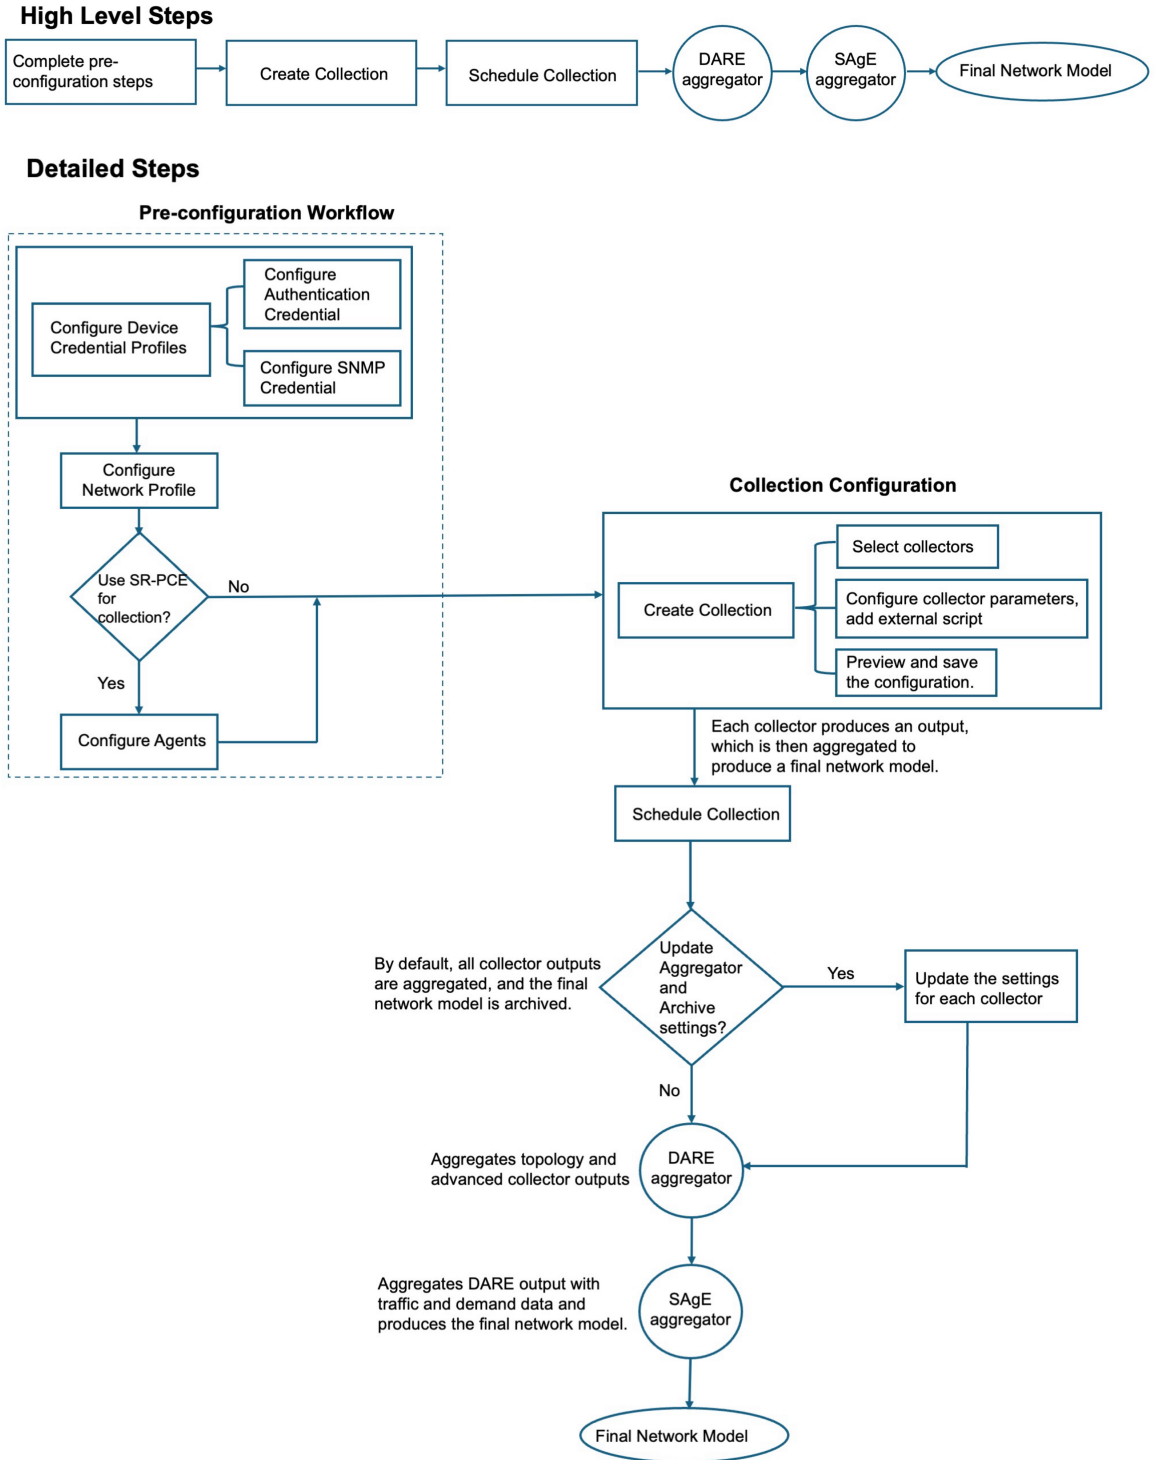 High Level Steps
Complete pre-
configuration steps
Create Collection
Schedule Collection
DARE
aggregator
SAgE
aggregator
Final Network Model
Detailed Steps
Pre-configuration Workflow
Configure Device
Credential Profiles
Configure
Authentication
Credential
Configure SNMP
Credential
Configure
Network Profile
Use SR-PCE
for
collection?
No
Yes
Configure Agents
Collection Configuration
Create Collection
Select collectors
Configure collector parameters,
add external script
Preview and save
the configuration.
Each collector produces an output,
which is then aggregated to
produce a final network model.
Schedule Collection
By default, all collector outputs
are aggregated, and the final
network model is archived.
Update
Aggregator
and
Archive
settings?
Yes
Update the settings
for each collector
No
Aggregates topology and
advanced collector outputs
DARE
aggregator
Aggregates DARE output with
traffic and demand data and
produces the final network model.
SAgE
aggregator
Final Network Model